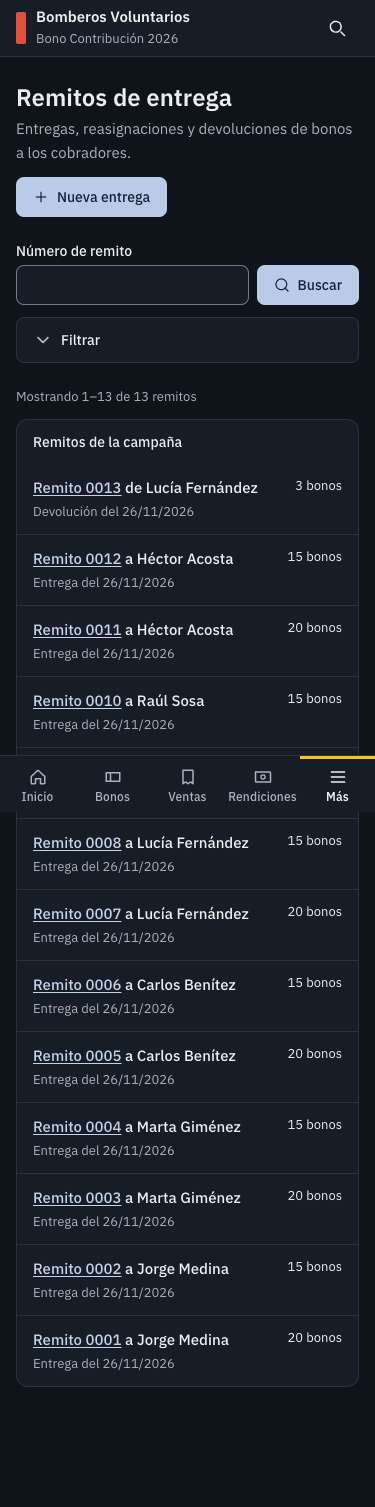 Bomberos Voluntarios
Bono Contribución 2026
Remitos de entrega
Entregas, reasignaciones y devoluciones de bonos
a los cobradores.
Nueva entrega
Número de remito
Buscar
Filtrar
Mostrando 1–13 de 13 remitos
Remitos de la campaña
Remito 0013 de Lucía Fernández 3 bonos
Devolución del 26/11/2026
Remito 0012 a Héctor Acosta 15 bonos
Entrega del 26/11/2026
Remito 0011 a Héctor Acosta 20 bonos
Entrega del 26/11/2026
Remito 0010 a Raúl Sosa 15 bonos
Entrega del 26/11/2026
Inicio Bonos Ventas Rendiciones Más
Remito 0008 a Lucía Fernández 15 bonos
Entrega del 26/11/2026
Remito 0007 a Lucía Fernández 20 bonos
Entrega del 26/11/2026
Remito 0006 a Carlos Benítez 15 bonos
Entrega del 26/11/2026
Remito 0005 a Carlos Benítez 20 bonos
Entrega del 26/11/2026
Remito 0004 a Marta Giménez 15 bonos
Entrega del 26/11/2026
Remito 0003 a Marta Giménez 20 bonos
Entrega del 26/11/2026
Remito 0002 a Jorge Medina 15 bonos
Entrega del 26/11/2026
Remito 0001 a Jorge Medina 20 bonos
Entrega del 26/11/2026